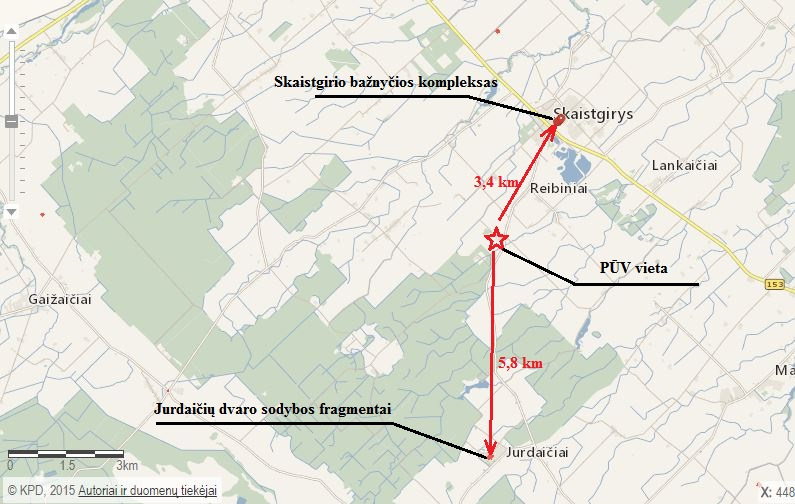 Skaistgirio bažnyčios kompleksas
Skaistgirys
Lankaičiai
3,4 km
Reibiniai
PŪV vieta
153
Gaižaičiai
5,8 km
Ma
Jurdaičių dvaro sodybos fragmentai
Jurdaičiai
0 1.5 3km
© KPD, 2015 Autoriai ir duomenų tiekėjai
X: 448